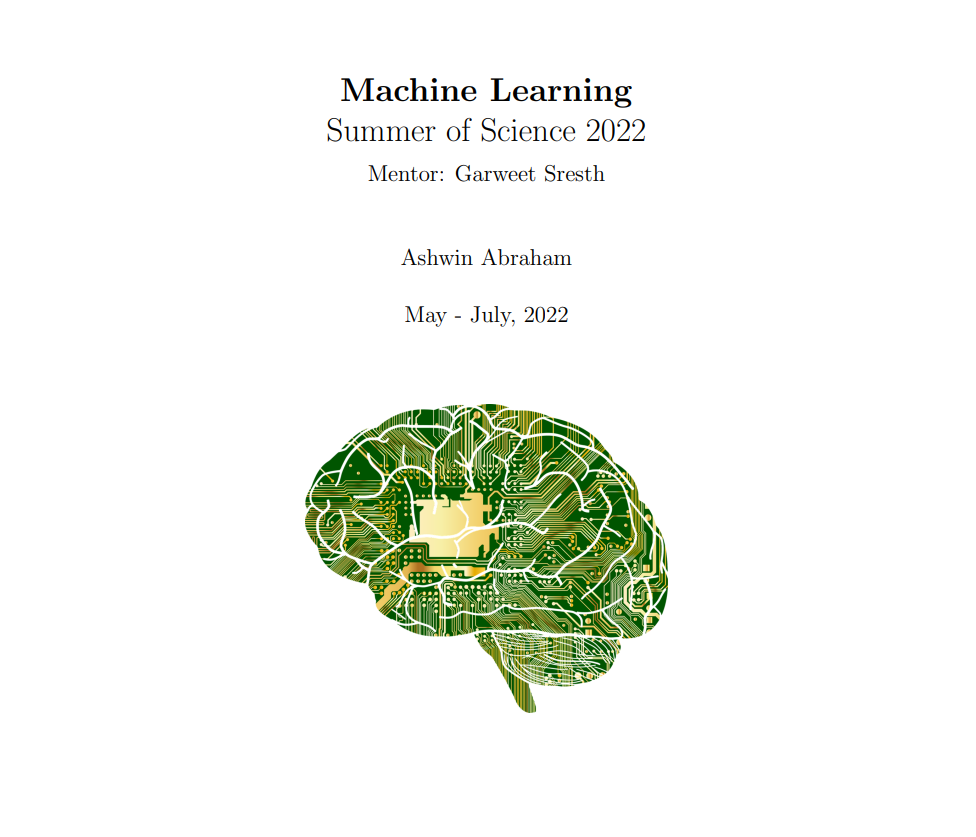 Machine Learning
Summer of Science 2022
Mentor: Garweet Sresth
Ashwin Abraham
May - July, 2022